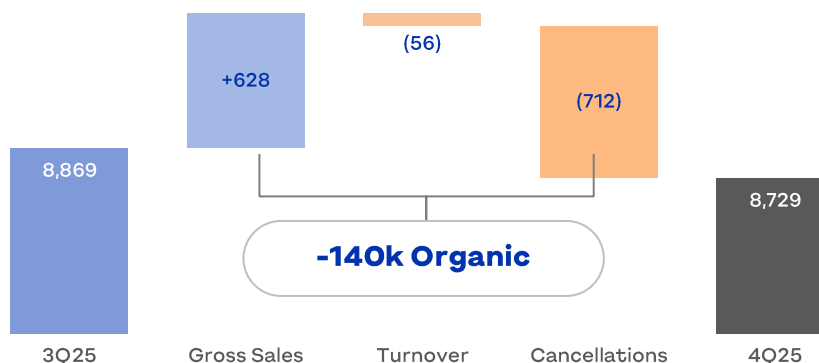 +628
(56)
(712)
8,869
8,729
-140k Organic
3Q25
Gross Sales
Turnover
Cancellations
4Q25